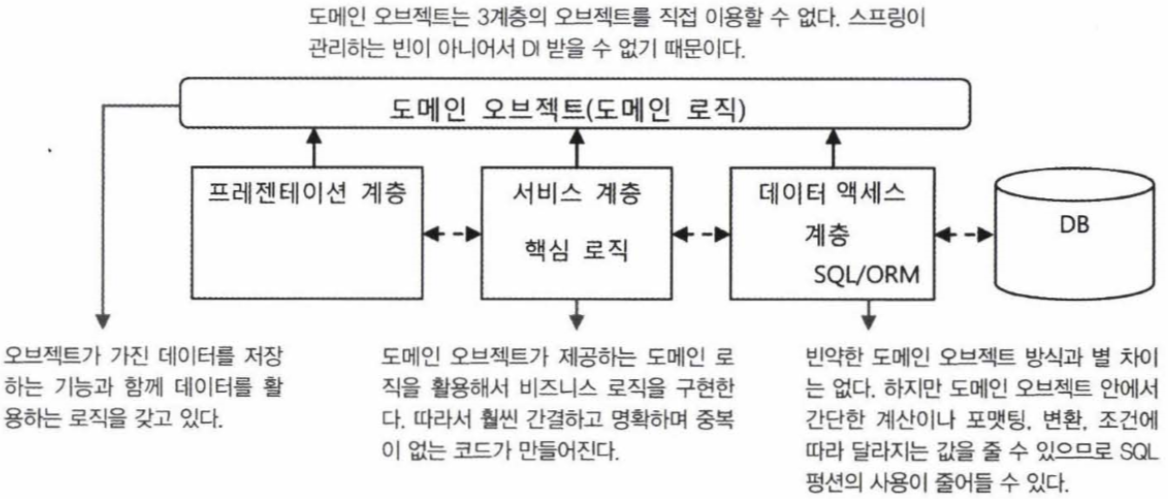 도메인 오브젝트는 3계층의 오브젝트를 직접 이용할 수 없다. 스프링이
관리하는 빈이 아니어서 DI 받을 수 없기 때문이다.
도메인 오브젝트(도메인 로직)
프레젠테이션 계층
서비스 계층
핵심 로직
데이터 액세스
계층
SQL/ORM
DB
오브젝트가 가진 데이터를 저장
하는 기능과 함께 데이터를 활
용하는 로직을 갖고 있다.
도메인 오브젝트가 제공하는 도메인 로
직을 활용해서 비즈니스 로직을 구현한
다. 따라서 훨씬 간결하고 명확하며 중복
이 없는 코드가 만들어진다.
빈약한 도메인 오브젝트 방식과 별 차이
는 없다. 하지만 도메인 오브젝트 안에서
간단한 계산이나 포맷팅, 변환, 조건에
따라 달라지는 값을 줄 수 있으므로 SQL
펑션의 사용이 줄어들 수 있다.